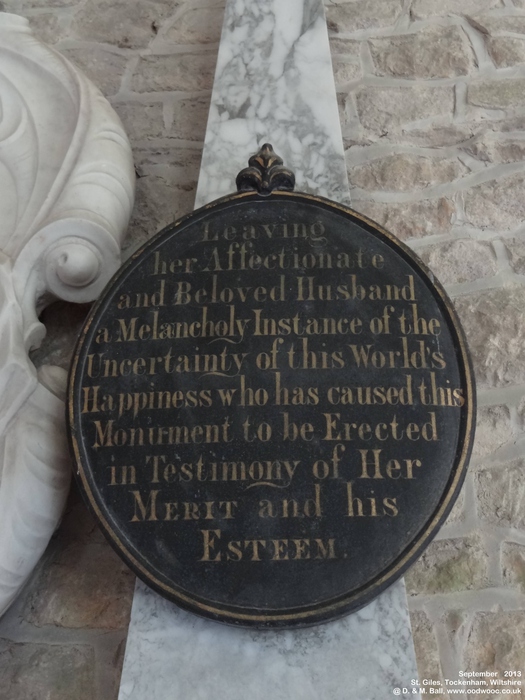 Leaving
her Affectionate
and Beloved Husband
a Melancholy Instance of the
Uncertainty of this World's
Happiness who has caused this
Monument to be Erected
in Testimony of Her
MERIT and his
ESTEEM.
September 2013
St. Giles, Tockenham, Wiltshire
@ D. & M. Ball, www.oodwooc.co.uk